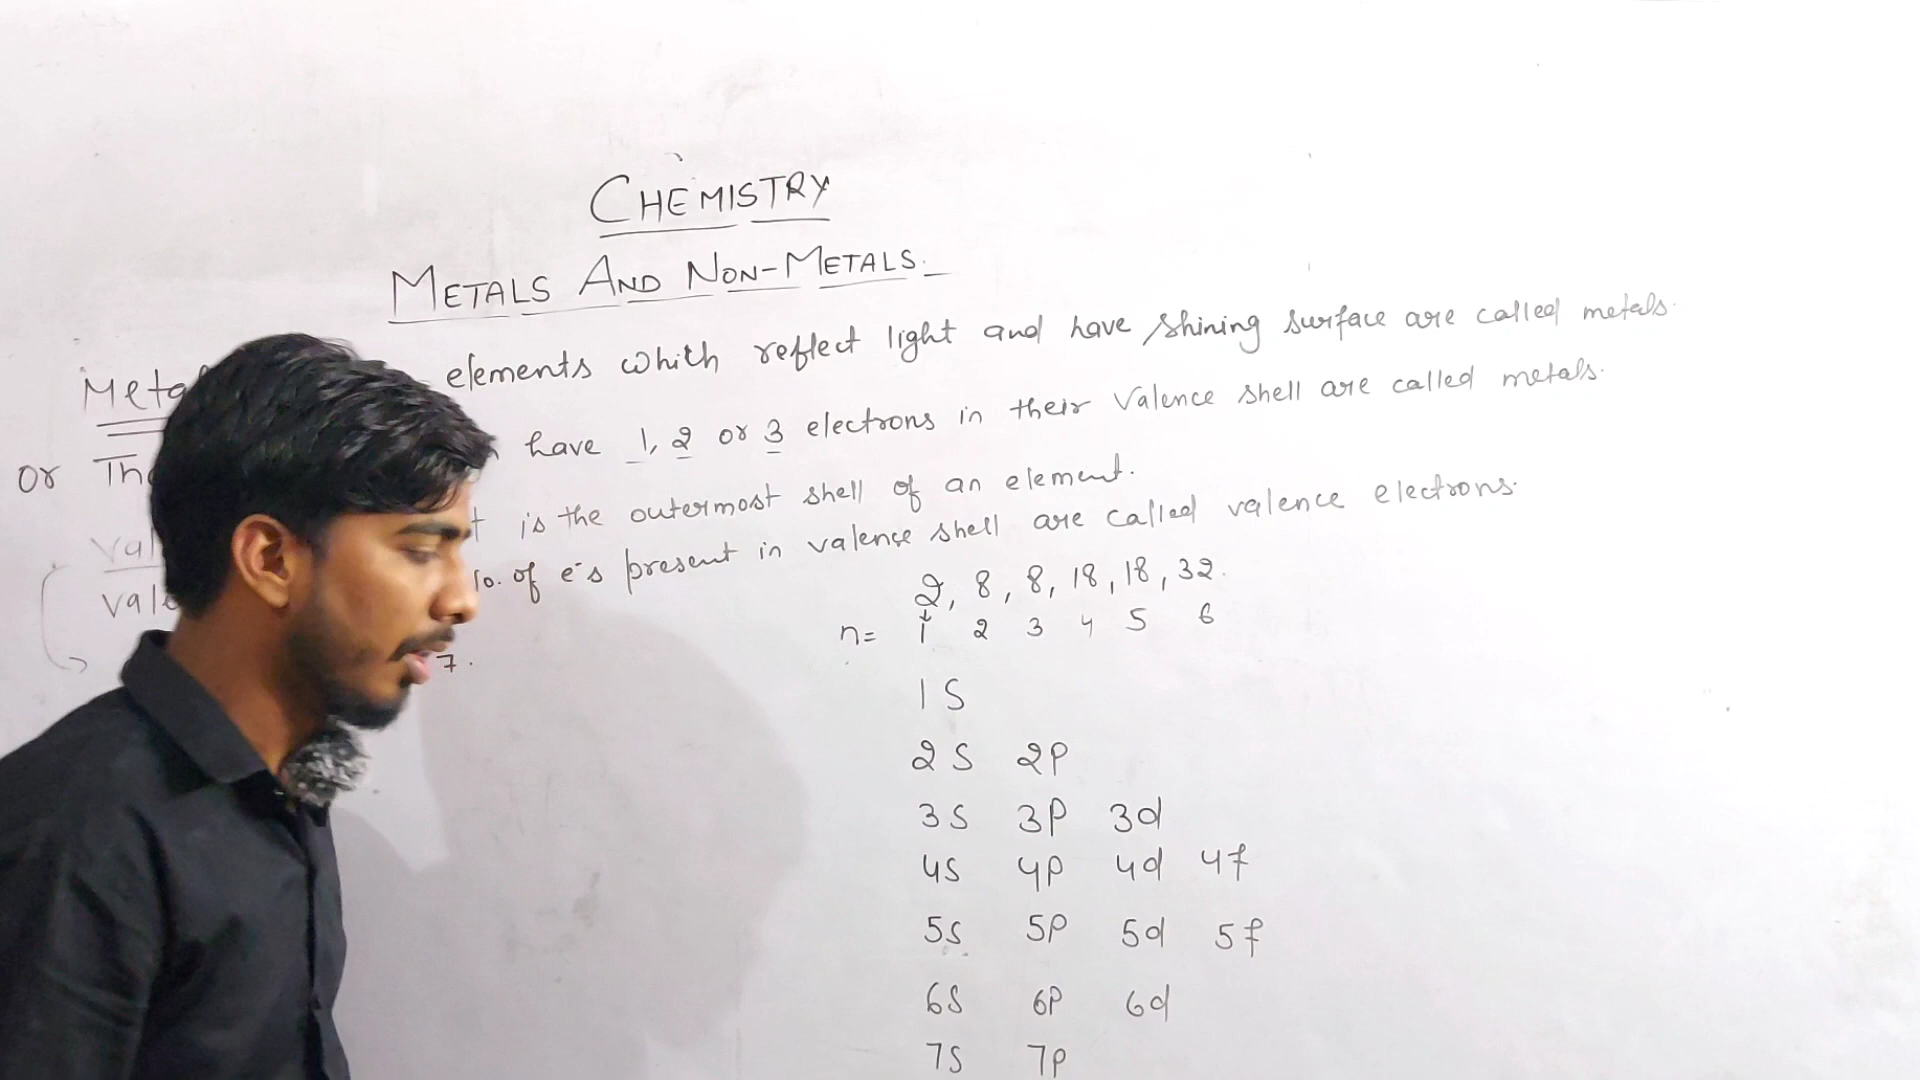 CHEMISTRY
METALS AND NON-METALS.
elements which reflect light and have shining surface are called metals.
or have 1, 2 or 3 electrons in their valence shell are called metals.
is the outermost shell of an element.
of e⁻s present in valence shell are called valence electrons.
2, 8, 8, 18, 18, 32.
n= 1 2 3 4 5 6
7.
1S
2S 2P
3S 3P 3d
4S 4P 4d 4f
5S 5P 5d 5f
6S 6P 6d
7S 7P